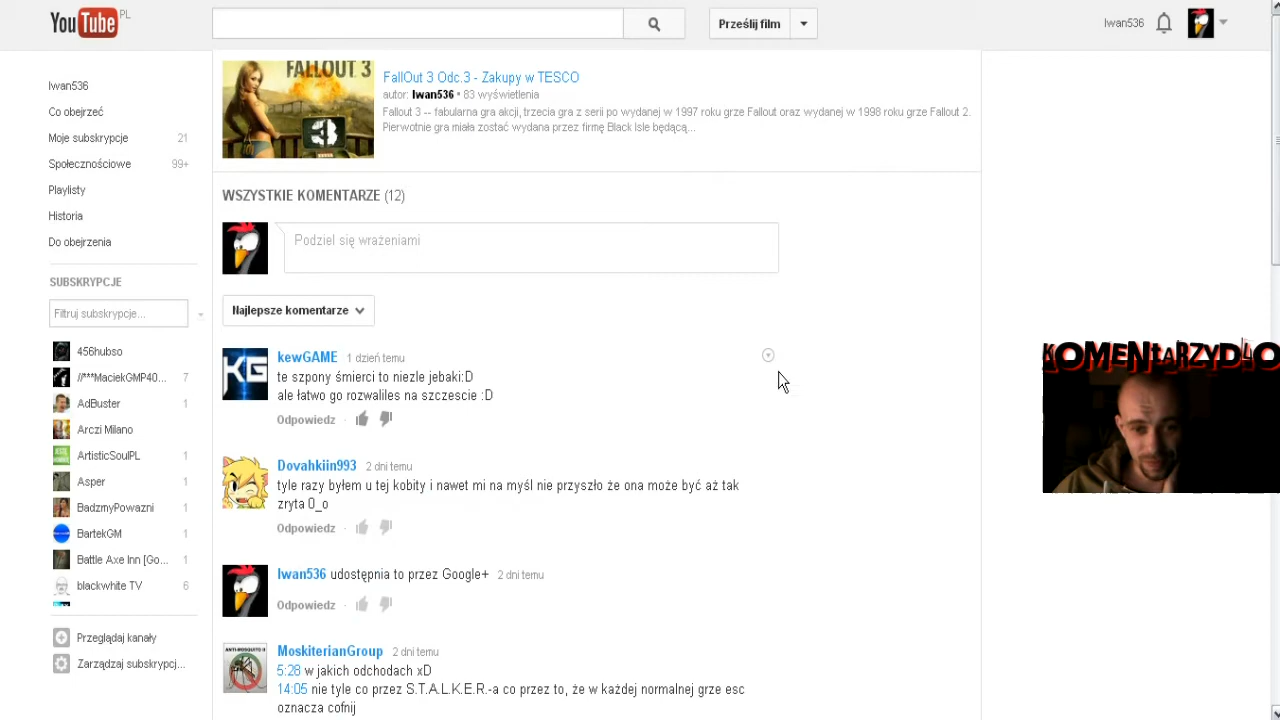 YouTube PL
Prześlij film
Iwan536
Iwan536
Co obejrzeć
Moje subskrypcje 21
Społecznościowe 99+
Playlisty
Historia
Do obejrzenia
SUBSKRYPCJE
Filtruj subskrypcje...
456hubso
//***MaciekGMP40... 7
AdBuster 1
Arczi Milano
ArtisticSoulPL 1
Asper 1
BadzmyPowazni 1
BartekGM 1
Battle Axe Inn [Go... 1
blackwhite TV 6
Przeglądaj kanały
Zarządzaj subskrypcj...
FALLOUT 3
3
FallOut 3 Odc.3 - Zakupy w TESCO
autor: Iwan536 • 83 wyświetlenia
Fallout 3 -- fabularna gra akcji, trzecia gra z serii po wydanej w 1997 roku grze Fallout oraz wydanej w 1998 roku grze Fallout 2.
Pierwotnie gra miała zostać wydana przez firmę Black Isle będącą...
WSZYSTKIE KOMENTARZE (12)
Podziel się wrażeniami
Najlepsze komentarze
KG
kewGAME 1 dzień temu
te szpony śmierci to niezle jebaki:D
ale łatwo go rozwaliles na szczescie :D
Odpowiedz ·
Dovahkiin993 2 dni temu
tyle razy byłem u tej kobity i nawet mi na myśl nie przyszło że ona może być aż tak
zryta 0_o
Odpowiedz ·
Iwan536 udostępnia to przez Google+ 2 dni temu
Odpowiedz ·
MoskiterianGroup 2 dni temu
5:28 w jakich odchodach xD
14:05 nie tyle co przez S.T.A.L.K.E.R.-a co przez to, że w każdej normalnej grze esc
oznacza cofnij
KOMENTARZYDŁO